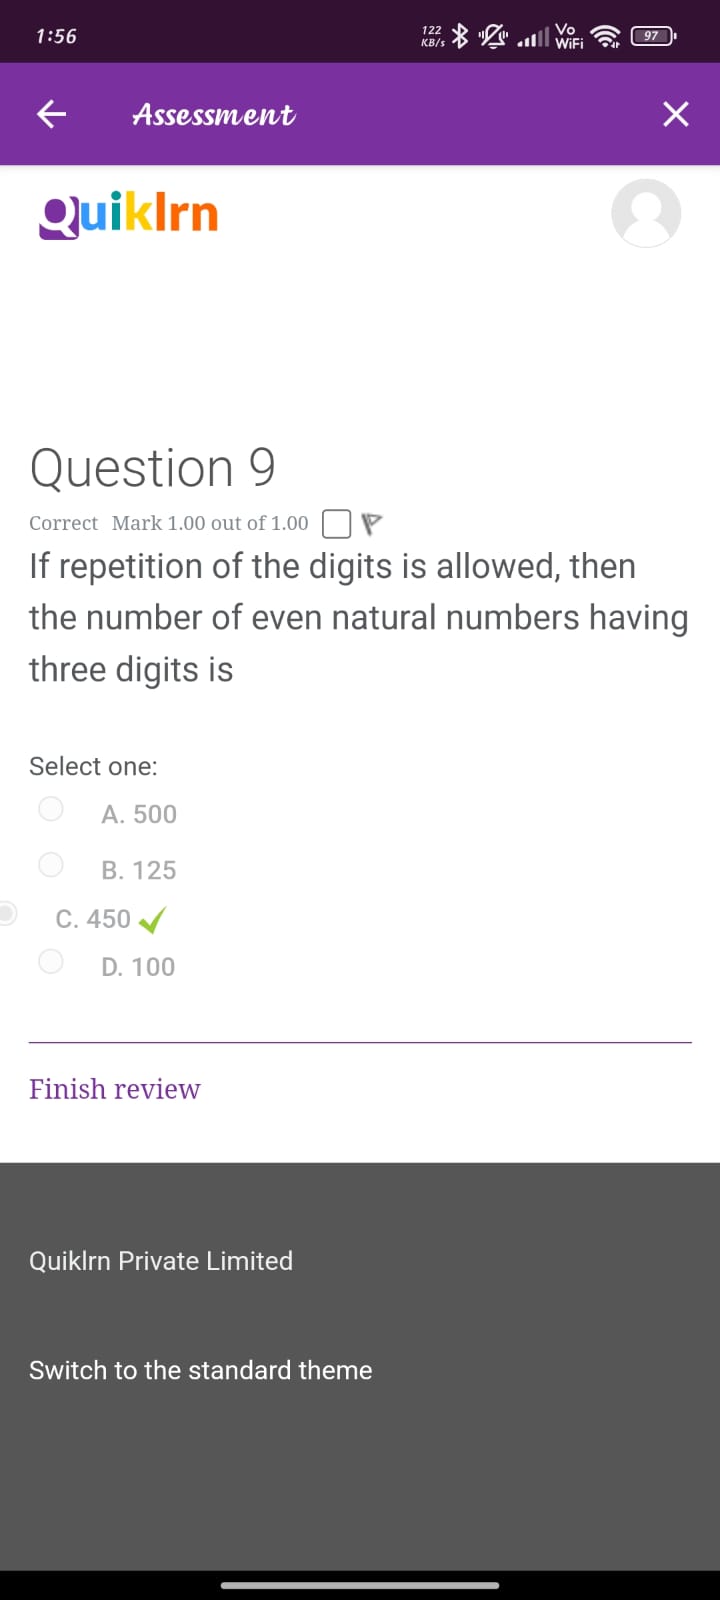 1:56
122
KB/s
Vo
WiFi
97
Assessment
Quiklrn
Question 9
Correct Mark 1.00 out of 1.00
If repetition of the digits is allowed, then
the number of even natural numbers having
three digits is
Select one:
A. 500
B. 125
C. 450
D. 100
Finish review
Quiklrn Private Limited
Switch to the standard theme